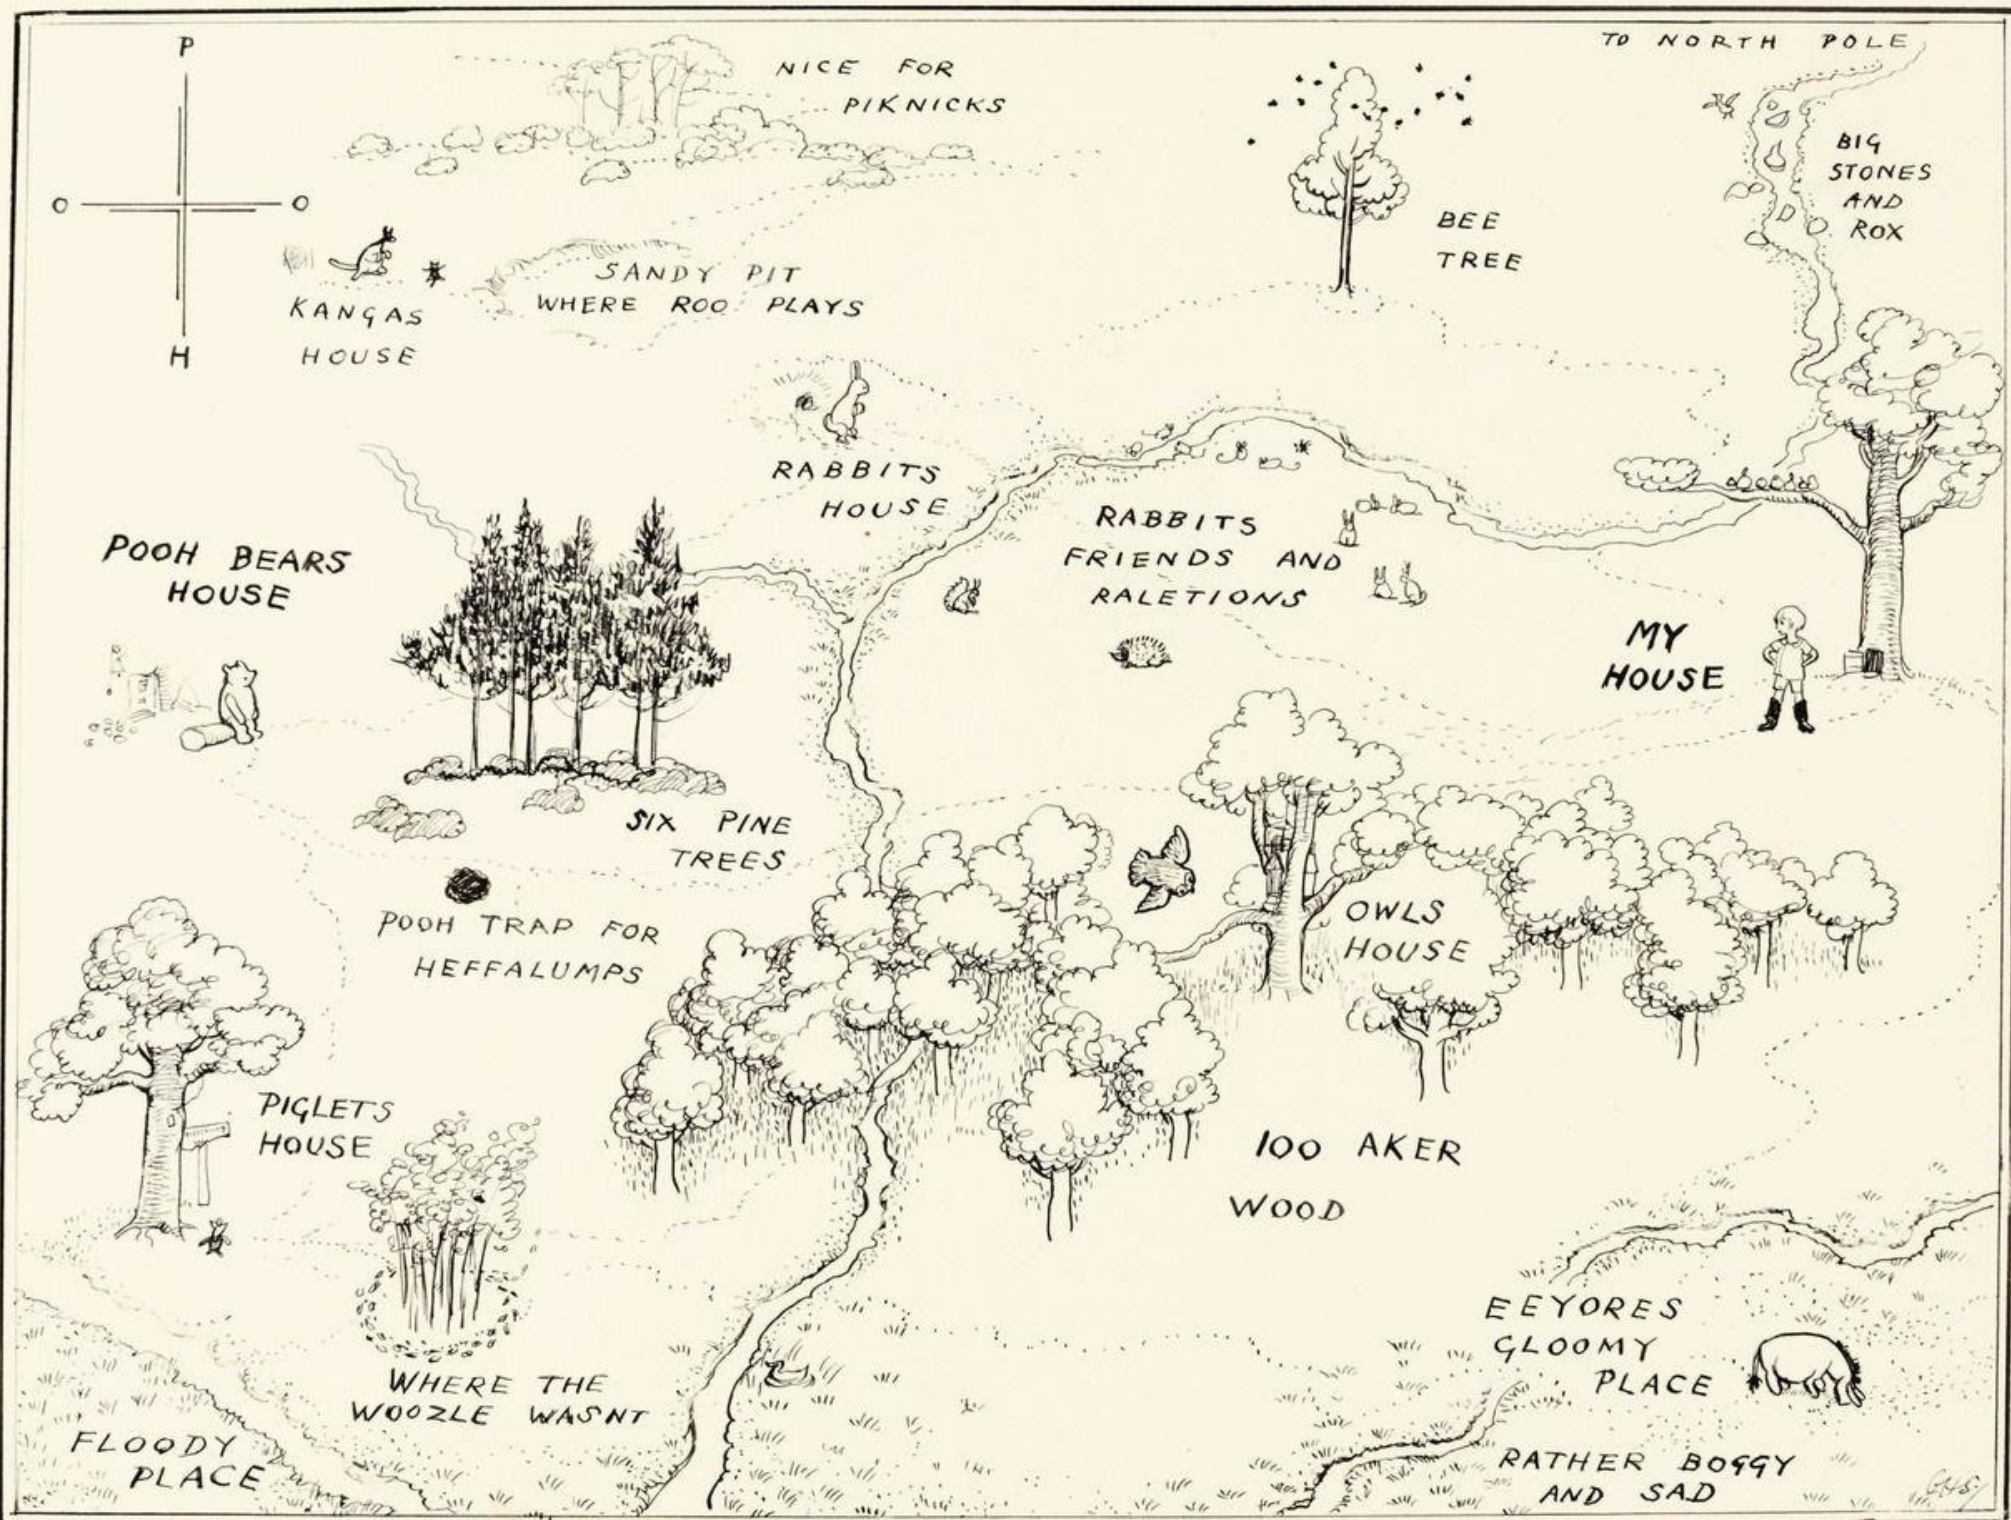 P
O O
H
NICE FOR
PIKNICKS
TO NORTH POLE
BIG
STONES
AND
ROX
BEE
TREE
KANGAS
HOUSE
SANDY PIT
WHERE ROO PLAYS
RABBITS
HOUSE
RABBITS
FRIENDS AND
RALETIONS
POOH BEARS
HOUSE
MY
HOUSE
SIX PINE
TREES
POOH TRAP FOR
HEFFALUMPS
OWLS
HOUSE
PIGLETS
HOUSE
100 AKER
WOOD
WHERE THE
WOOZLE WASNT
EEYORES
GLOOMY
PLACE
FLOODY
PLACE
RATHER BOGGY
AND SAD